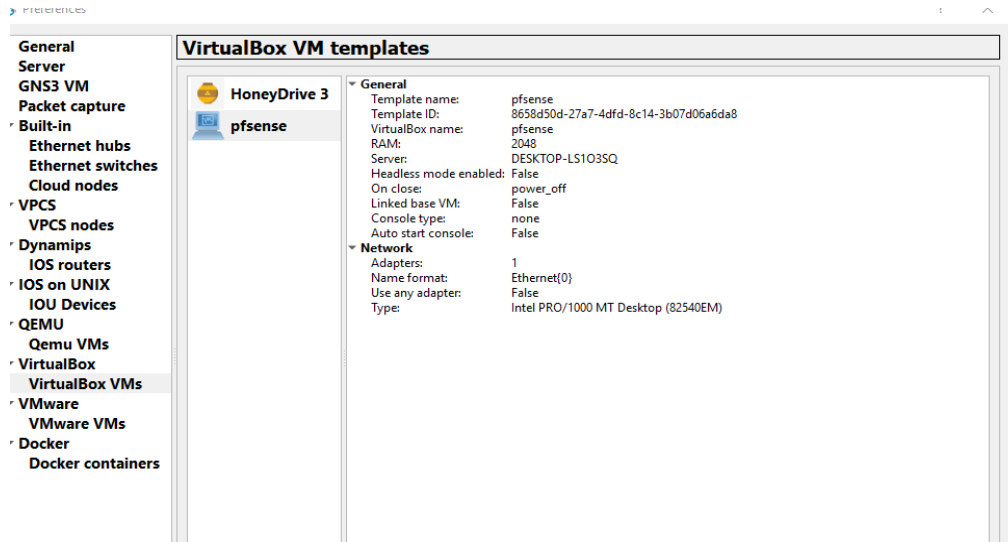 Preferences
General
Server
GNS3 VM
Packet capture
Built-in
Ethernet hubs
Ethernet switches
Cloud nodes
VPCS
VPCS nodes
Dynamips
IOS routers
IOS on UNIX
IOU Devices
QEMU
Qemu VMs
VirtualBox
VirtualBox VMs
VMware
VMware VMs
Docker
Docker containers
VirtualBox VM templates
HoneyDrive 3
pfsense
General
Template name: pfsense
Template ID: 8658d50d-27a7-4dfd-8c14-3b07d06a6da8
VirtualBox name: pfsense
RAM: 2048
Server: DESKTOP-LS1O3SQ
Headless mode enabled: False
On close: power_off
Linked base VM: False
Console type: none
Auto start console: False
Network
Adapters: 1
Name format: Ethernet{0}
Use any adapter: False
Type: Intel PRO/1000 MT Desktop (82540EM)